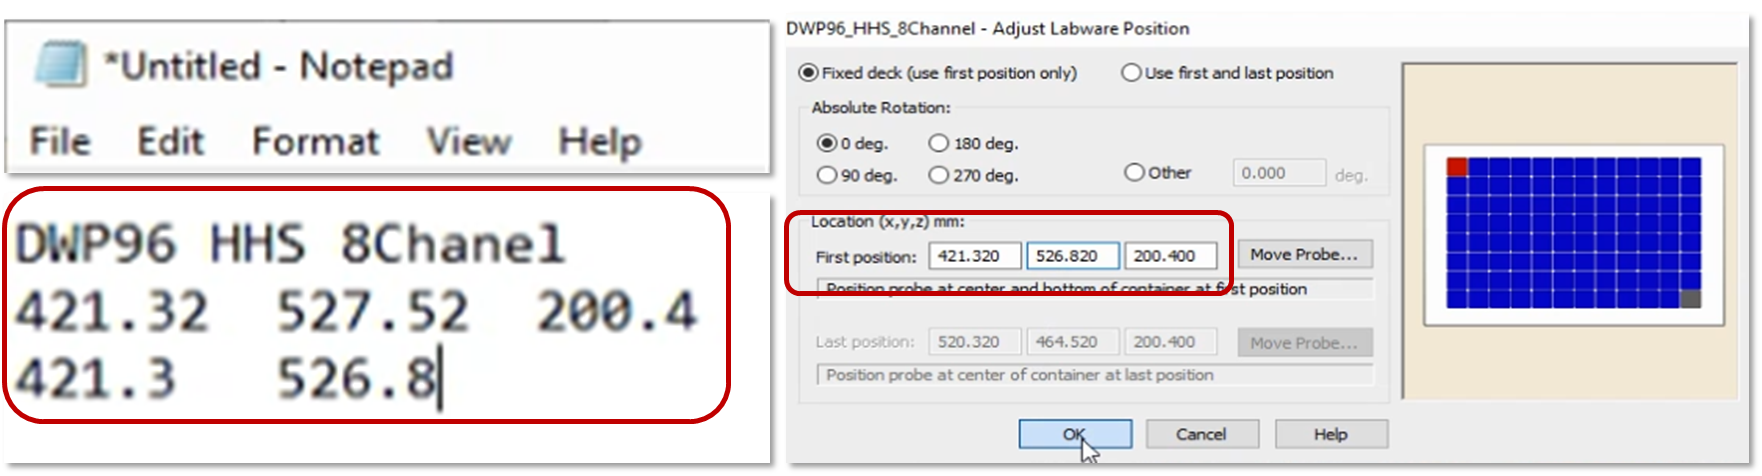 *Untitled - Notepad
File Edit Format View Help
DWP96 HHS 8Chanel
421.32 527.52 200.4
421.3 526.8
DWP96_HHS_8Channel - Adjust Labware Position
Fixed deck (use first position only) Use first and last position
Absolute Rotation:
0 deg. 180 deg.
90 deg. 270 deg. Other 0.000 deg.
Location (x,y,z) mm:
First position: 421.320 526.820 200.400 Move Probe...
Position probe at center and bottom of container at first position
Last position: 520.320 464.520 200.400 Move Probe...
Position probe at center of container at last position
OK Cancel Help